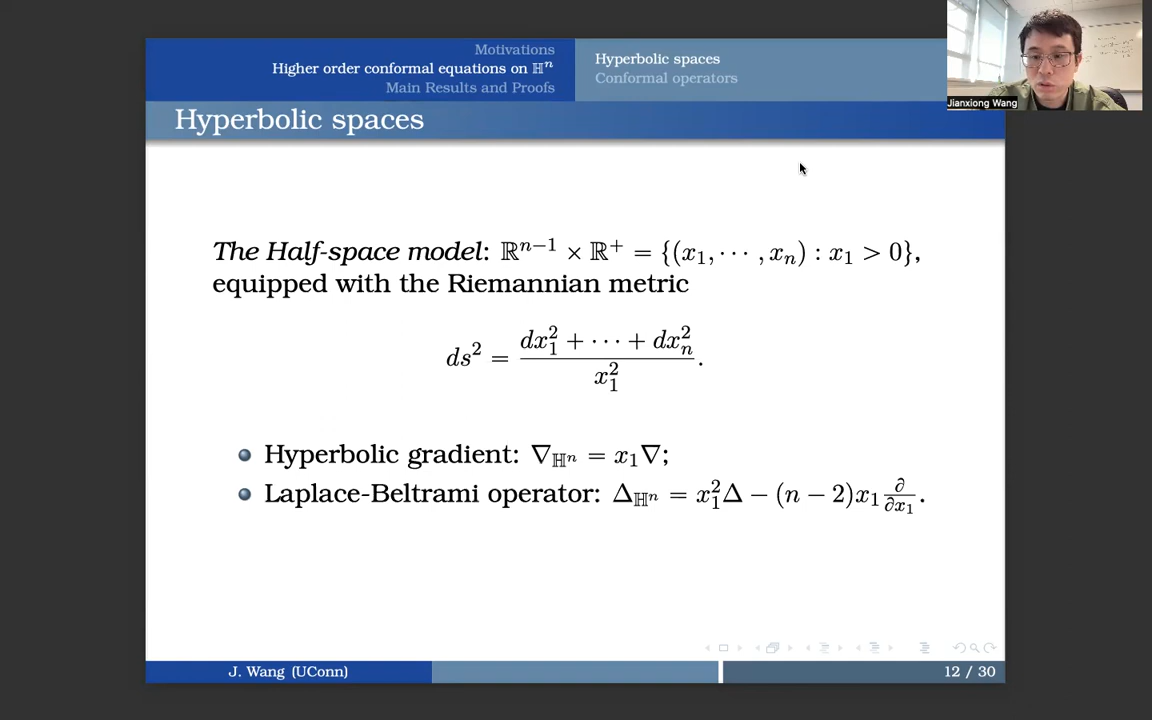 Motivations
Higher order conformal equations on ℍⁿ
Main Results and Proofs
Hyperbolic spaces
Conformal operators
Jianxiong Wang
Hyperbolic spaces
The Half-space model: ℝⁿ⁻¹ × ℝ⁺ = {(x₁, ⋯ , xₙ) : x₁ > 0},
equipped with the Riemannian metric
ds² = (dx₁² + ⋯ + dxₙ²) / x₁².
Hyperbolic gradient: ∇_ℍⁿ = x₁∇;
Laplace-Beltrami operator: Δ_ℍⁿ = x₁²Δ − (n − 2)x₁ ∂/∂x₁.
J. Wang (UConn)
12 / 30